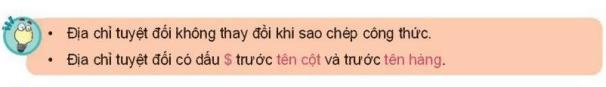 • Địa chỉ tuyệt đối không thay đổi khi sao chép công thức.
• Địa chỉ tuyệt đối có dấu $ trước tên cột và trước tên hàng.